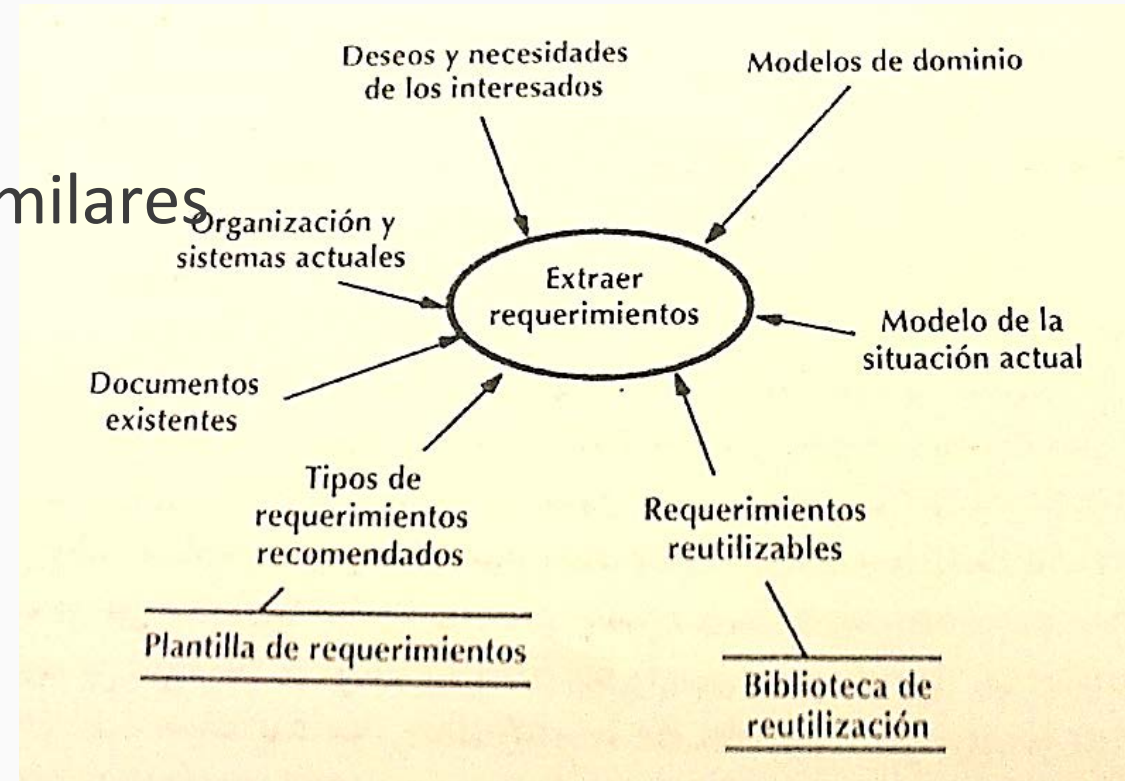 Deseos y necesidades
de los interesados
Modelos de dominio
milares
Organización y
sistemas actuales
Extraer
requerimientos
Modelo de la
situación actual
Documentos
existentes
Tipos de
requerimientos
recomendados
Requerimientos
reutilizables
Plantilla de requerimientos
Biblioteca de
reutilización